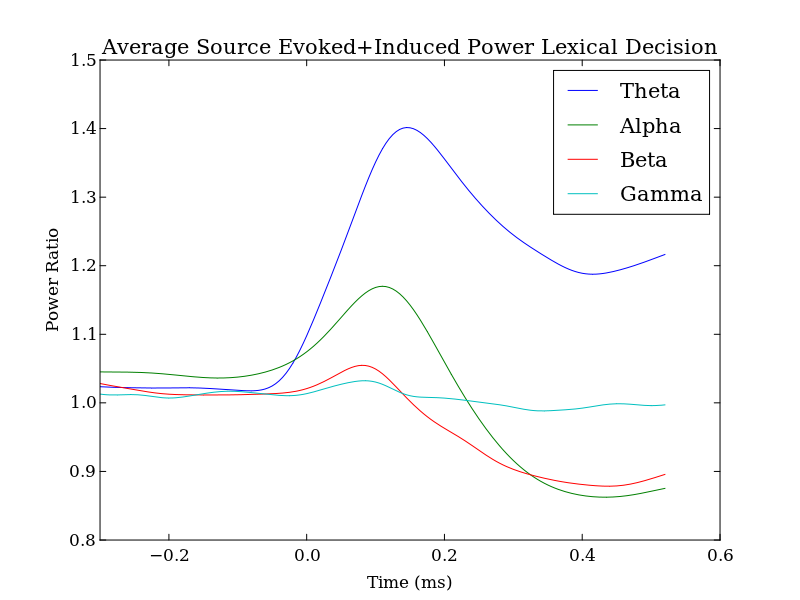 Average Source Evoked+Induced Power Lexical Decision
1.5
1.4
1.3
1.2
1.1
1.0
0.9
0.8
Power Ratio
Theta
Alpha
Beta
Gamma
−0.2
0.0
0.2
0.4
0.6
Time (ms)